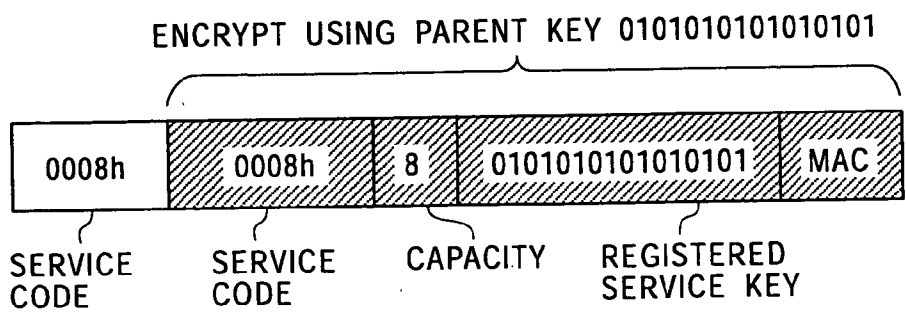 ENCRYPT USING PARENT KEY 0101010101010101
0008h 0008h 8 0101010101010101 MAC
SERVICE CODE
SERVICE CODE
CAPACITY
REGISTERED SERVICE KEY